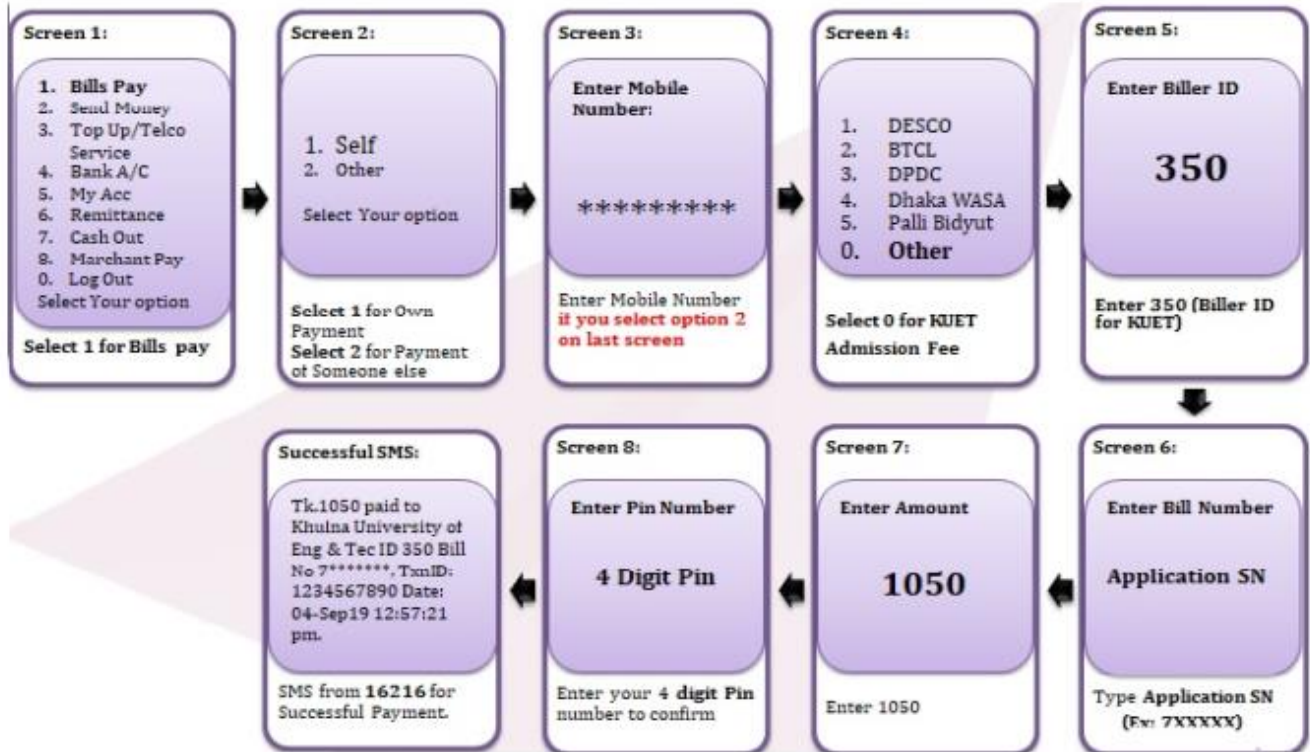 Screen 1:
1. Bills Pay
2. Send Money
3. Top Up/Telco
Service
4. Bank A/C
5. My Acc
6. Remittance
7. Cash Out
8. Marchant Pay
0. Log Out
Select Your option
Select 1 for Bills pay
Screen 2:
1. Self
2. Other
Select Your option
Select 1 for Own
Payment
Select 2 for Payment
of Someone else
Screen 3:
Enter Mobile
Number:
*********
Enter Mobile Number
if you select option 2
on last screen
Screen 4:
1. DESCO
2. BTCL
3. DPDC
4. Dhaka WASA
5. Palli Bidyut
0. Other
Select 0 for KUET
Admission Fee
Screen 5:
Enter Biller ID
350
Enter 350 (Biller ID
for KUET)
Screen 6:
Enter Bill Number
Application SN
Type Application SN
(Ex: 7XXXXX)
Screen 7:
Enter Amount
1050
Enter 1050
Screen 8:
Enter Pin Number
4 Digit Pin
Enter your 4 digit Pin
number to confirm
Successful SMS:
Tk.1050 paid to
Khulna University of
Eng & Tec ID 350 Bill
No 7*******, TxnID:
1234567890 Date:
04-Sep19 12:57:21
pm.
SMS from 16216 for
Successful Payment.